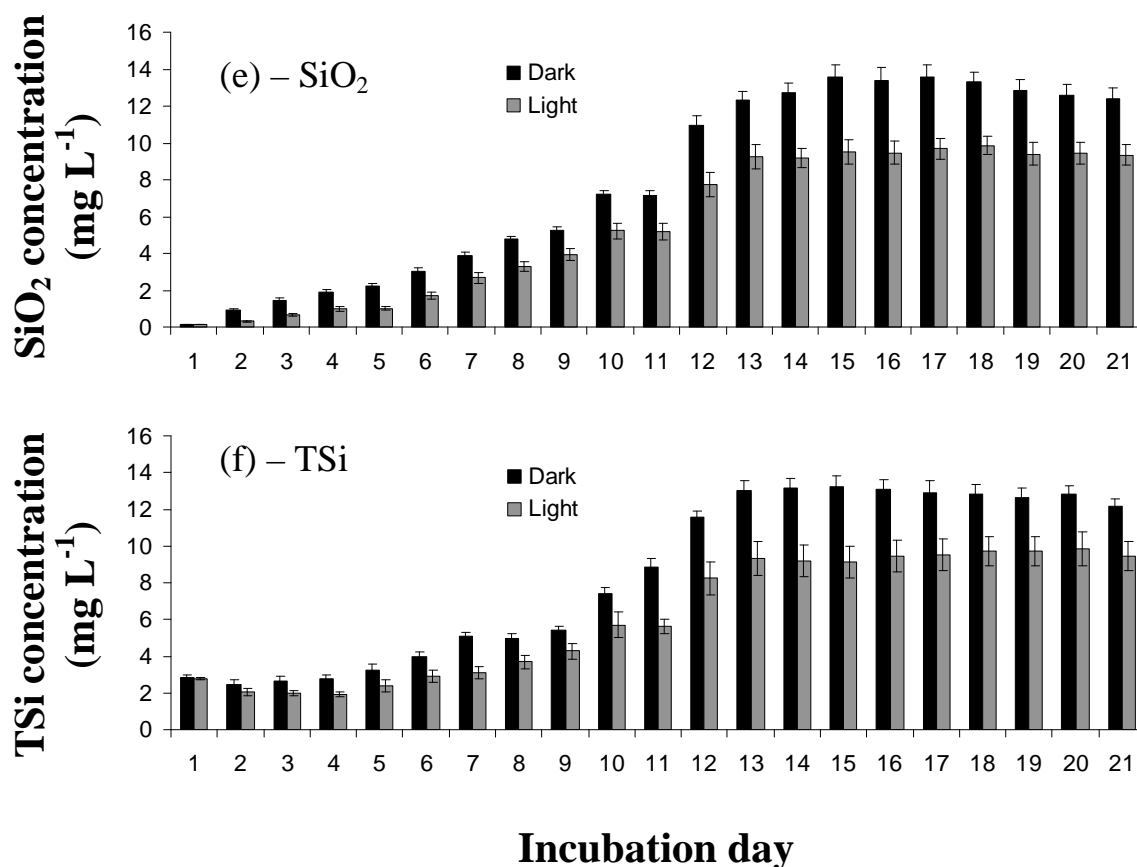 SiO₂ concentration
(mg L⁻¹)
16
14
12
10
8
6
4
2
0
(e) – SiO₂
Dark
Light
1 2 3 4 5 6 7 8 9 10 11 12 13 14 15 16 17 18 19 20 21
TSi concentration
(mg L⁻¹)
16
14
12
10
8
6
4
2
0
(f) – TSi
Dark
Light
1 2 3 4 5 6 7 8 9 10 11 12 13 14 15 16 17 18 19 20 21
Incubation day